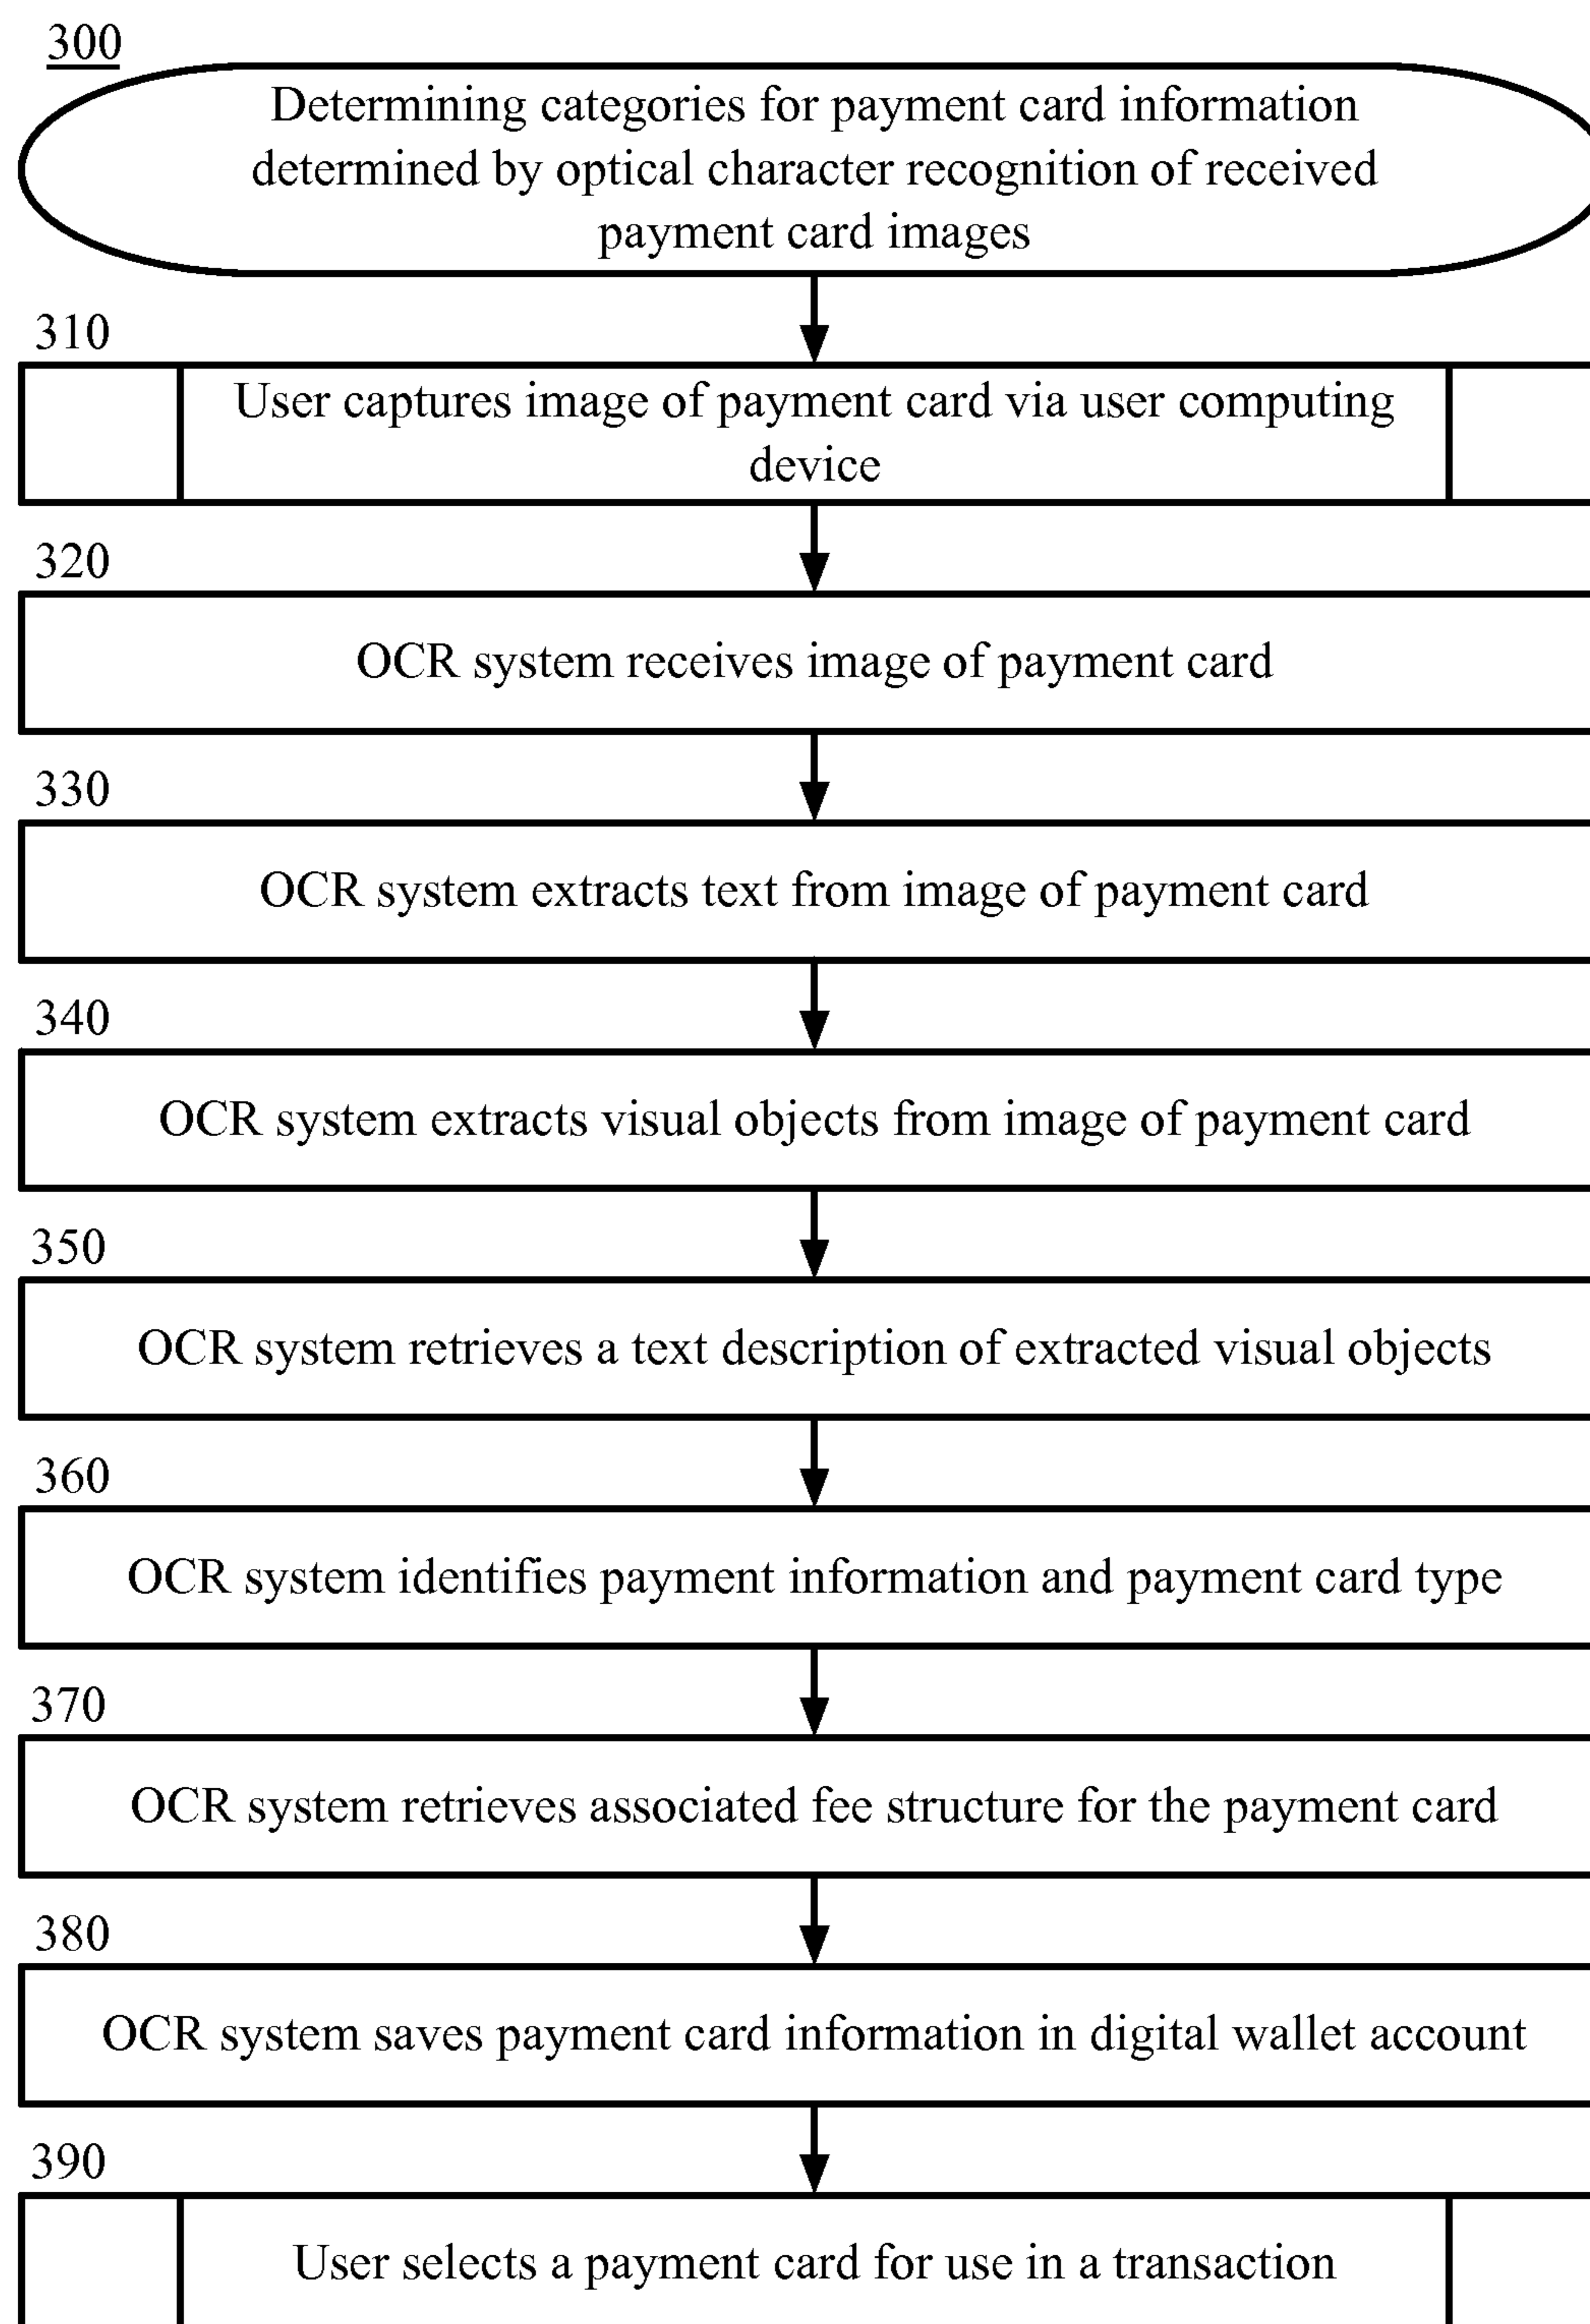 300
Determining categories for payment card information
determined by optical character recognition of received
payment card images
310
User captures image of payment card via user computing
device
320
OCR system receives image of payment card
330
OCR system extracts text from image of payment card
340
OCR system extracts visual objects from image of payment card
350
OCR system retrieves a text description of extracted visual objects
360
OCR system identifies payment information and payment card type
370
OCR system retrieves associated fee structure for the payment card
380
OCR system saves payment card information in digital wallet account
390
User selects a payment card for use in a transaction